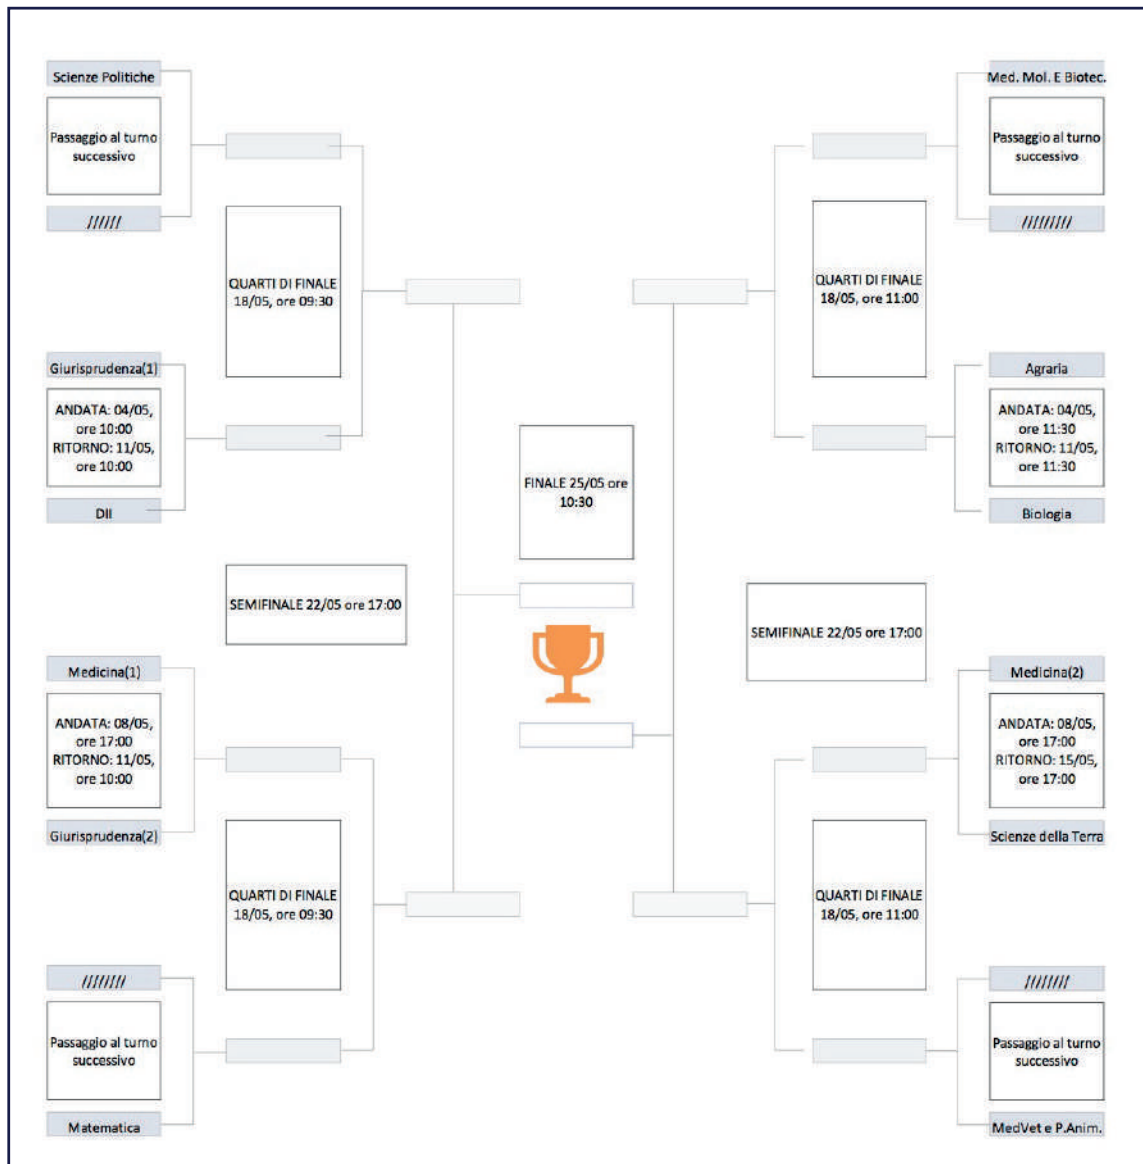 Scienze Politiche
Passaggio al turno
successivo
//////
QUARTI DI FINALE
18/05, ore 09:30
Giurisprudenza(1)
ANDATA: 04/05,
ore 10:00
RITORNO: 11/05,
ore 10:00
DII
SEMIFINALE 22/05 ore 17:00
Medicina(1)
ANDATA: 08/05,
ore 17:00
RITORNO: 11/05,
ore 10:00
Giurisprudenza(2)
QUARTI DI FINALE
18/05, ore 09:30
////////
Passaggio al turno
successivo
Matematica
FINALE 25/05 ore
10:30
Med. Mol. E Biotec.
Passaggio al turno
successivo
/////////
QUARTI DI FINALE
18/05, ore 11:00
Agraria
ANDATA: 04/05,
ore 11:30
RITORNO: 11/05,
ore 11:30
Biologia
SEMIFINALE 22/05 ore 17:00
Medicina(2)
ANDATA: 08/05,
ore 17:00
RITORNO: 15/05,
ore 17:00
Scienze della Terra
QUARTI DI FINALE
18/05, ore 11:00
////////
Passaggio al turno
successivo
MedVet e P.Anim.